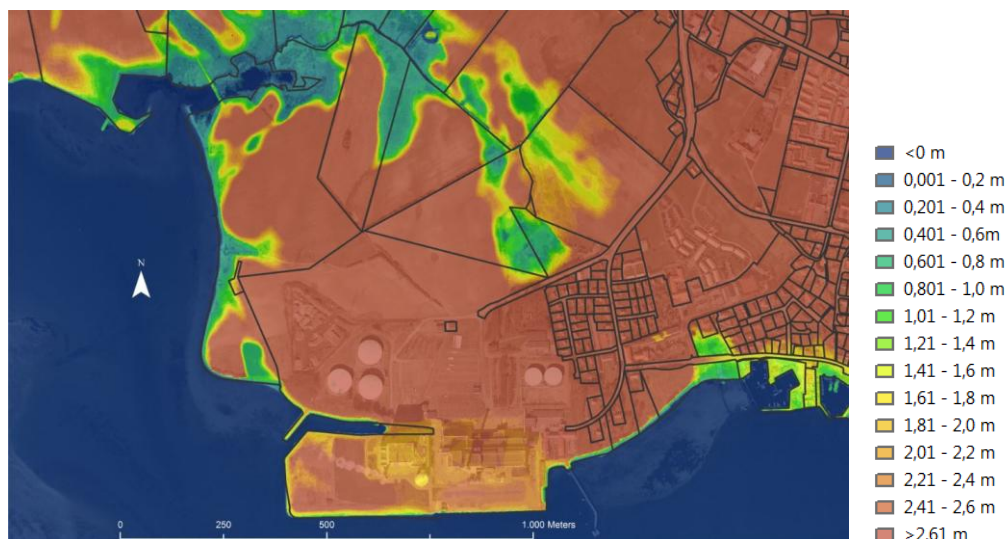 N
0 250 500 1.000 Meters
<0 m
0,001 - 0,2 m
0,201 - 0,4 m
0,401 - 0,6m
0,601 - 0,8 m
0,801 - 1,0 m
1,01 - 1,2 m
1,21 - 1,4 m
1,41 - 1,6 m
1,61 - 1,8 m
1,81 - 2,0 m
2,01 - 2,2 m
2,21 - 2,4 m
2,41 - 2,6 m
>2,61 m